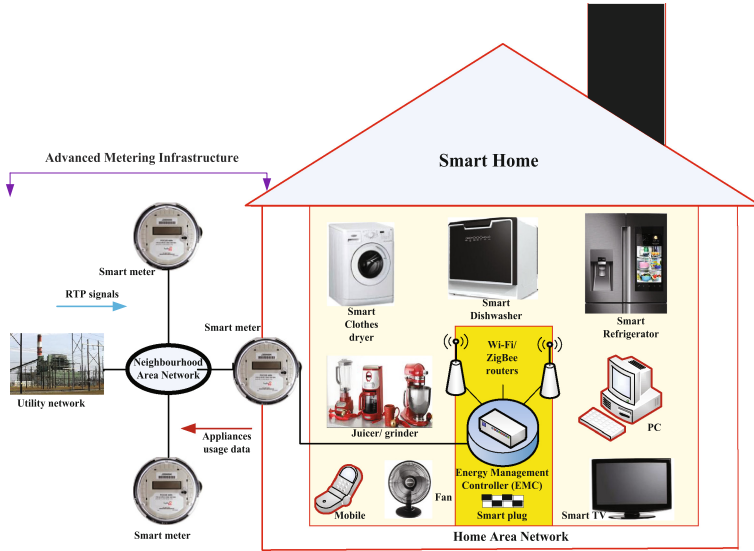 Advanced Metering Infrastructure
Smart Home
Smart meter
RTP signals
Smart meter
Neighbourhood
Area Network
Utility network
Appliances
usage data
Smart meter
Smart
Clothes
dryer
Smart
Dishwasher
Smart
Refrigerator
Wi-Fi/
ZigBee
routers
Juicer/ grinder
PC
Energy Management
Controller (EMC)
Mobile
Fan
Smart plug
Smart TV
Home Area Network